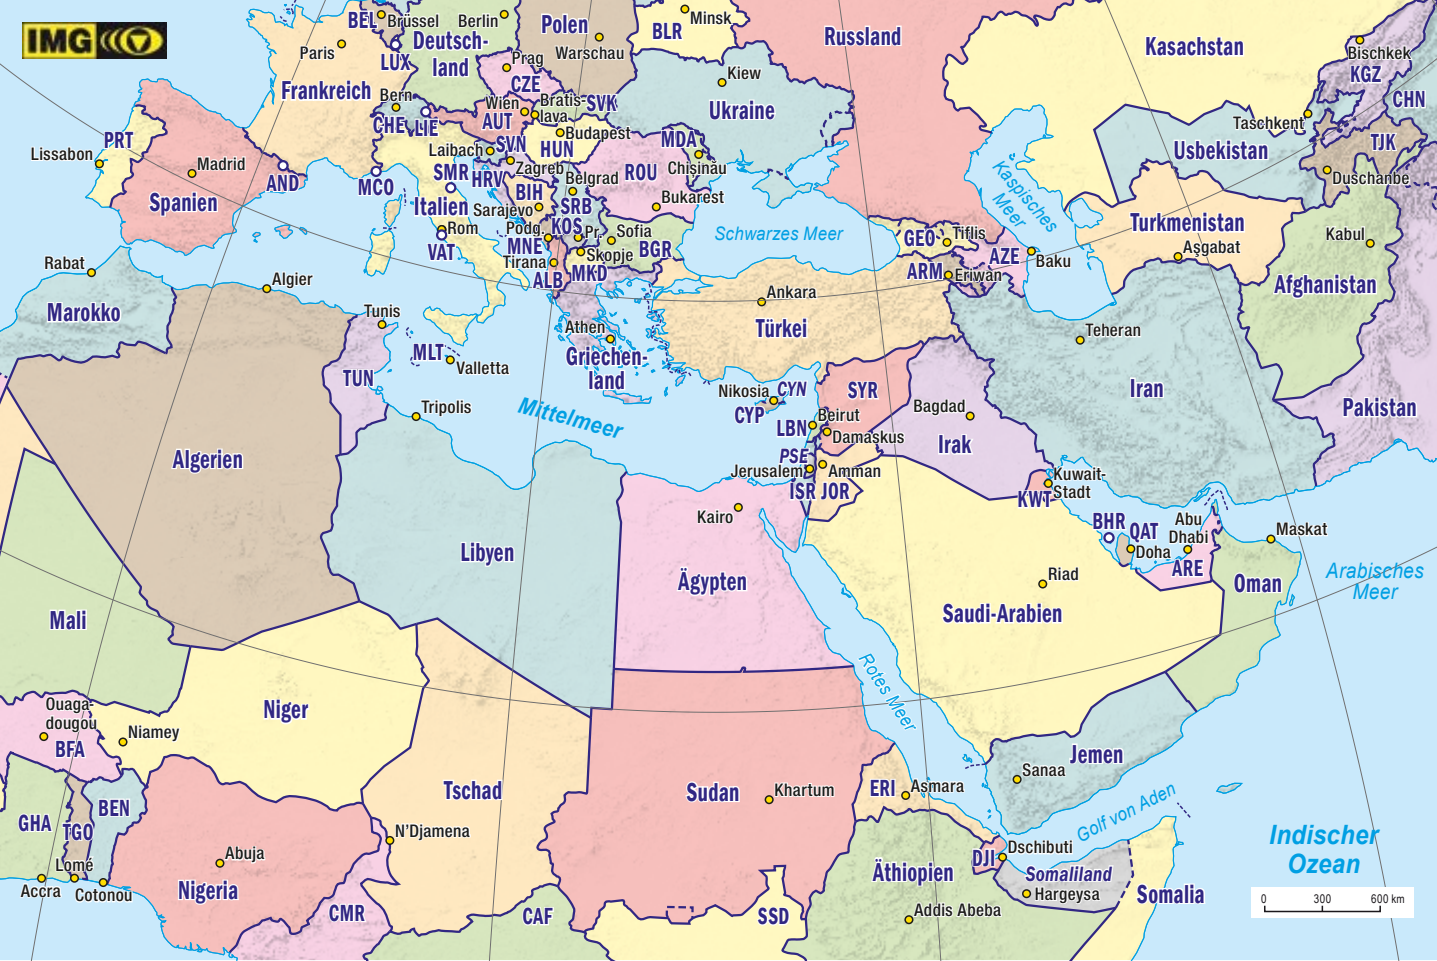 IMG
BEL
Brüssel
Berlin
Polen
Minsk
BLR
Russland
Kasachstan
Bischkek
KGZ
Paris
LUX
Deutsch-
land
Warschau
Prag
CZE
Kiew
Ukraine
CHN
Frankreich
Bern
CHE
LIE
Wien
AUT
Bratis-
lava
SVK
Budapest
HUN
MDA
Chişinău
Taschkent
TJK
Usbekistan
Duschanbe
PRT
Lissabon
Madrid
Spanien
AND
MCO
Laibach
SVN
Zagreb
SMR
HRV
BIH
Belgrad
ROU
Bukarest
Kaspisches
Meer
Italien
Rom
VAT
Sarajevo
SRB
Podg.
KOS
Pr.
Sofia
BGR
MNE
Skopje
Tirana
MKD
ALB
Schwarzes Meer
GEO
Tiflis
AZE
Baku
ARM
Eriwan
Turkmenistan
Aşgabat
Kabul
Afghanistan
Rabat
Marokko
Algier
Tunis
TUN
MLT
Valletta
Athen
Griechen-
land
Ankara
Türkei
Teheran
Iran
Pakistan
Tripolis
Mittelmeer
Nikosia
CYN
CYP
SYR
LBN
Beirut
Damaskus
Bagdad
Irak
PSE
Jerusalem
Amman
ISR
JOR
Kuwait-
Stadt
KWT
Algerien
Libyen
Kairo
Ägypten
BHR
QAT
Doha
Abu
Dhabi
ARE
Maskat
Oman
Arabisches
Meer
Riad
Saudi-Arabien
Mali
Rotes Meer
Niger
Ouaga-
dougou
BFA
Niamey
Tschad
Sudan
Khartum
ERI
Asmara
Jemen
Sanaa
Golf von Aden
GHA
TGO
BEN
Lomé
Accra
Cotonou
Abuja
Nigeria
N'Djamena
CMR
CAF
SSD
Äthiopien
Addis Abeba
DJI
Dschibuti
Somaliland
Hargeysa
Somalia
Indischer
Ozean
0 300 600 km